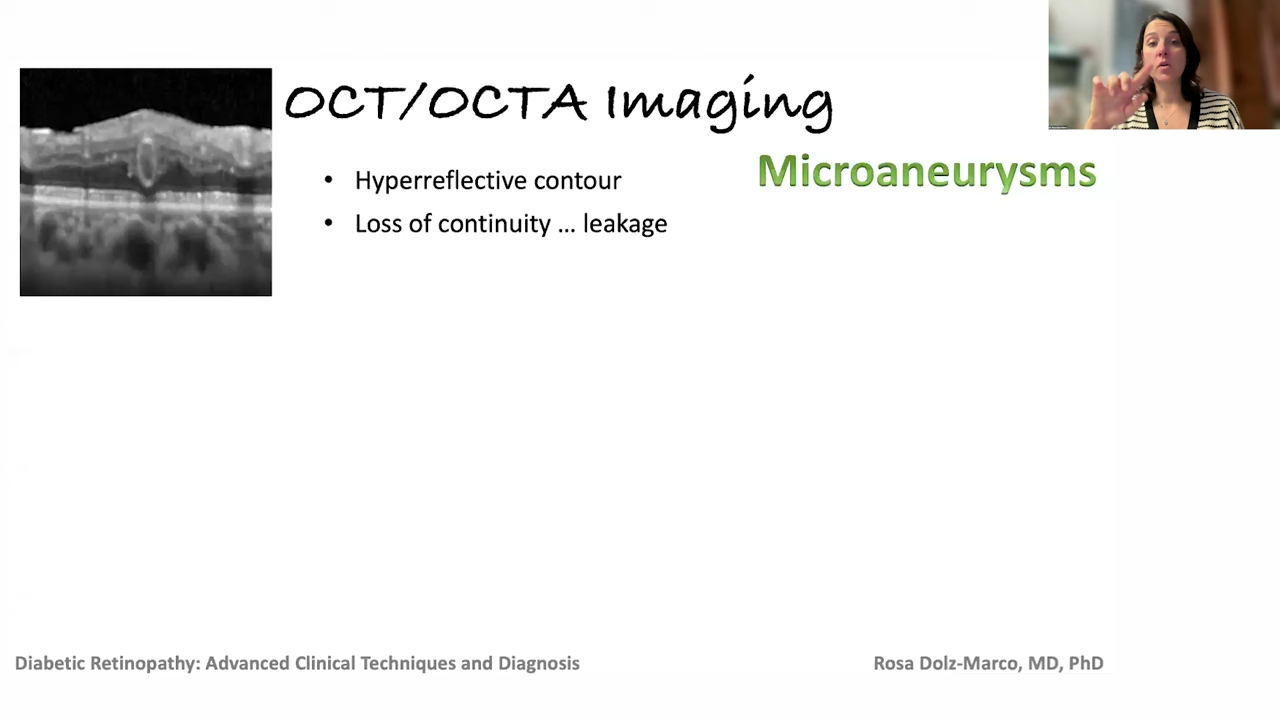 OCT/OCTA Imaging
Microaneurysms
• Hyperreflective contour
• Loss of continuity ... leakage
Diabetic Retinopathy: Advanced Clinical Techniques and Diagnosis
Rosa Dolz-Marco, MD, PhD